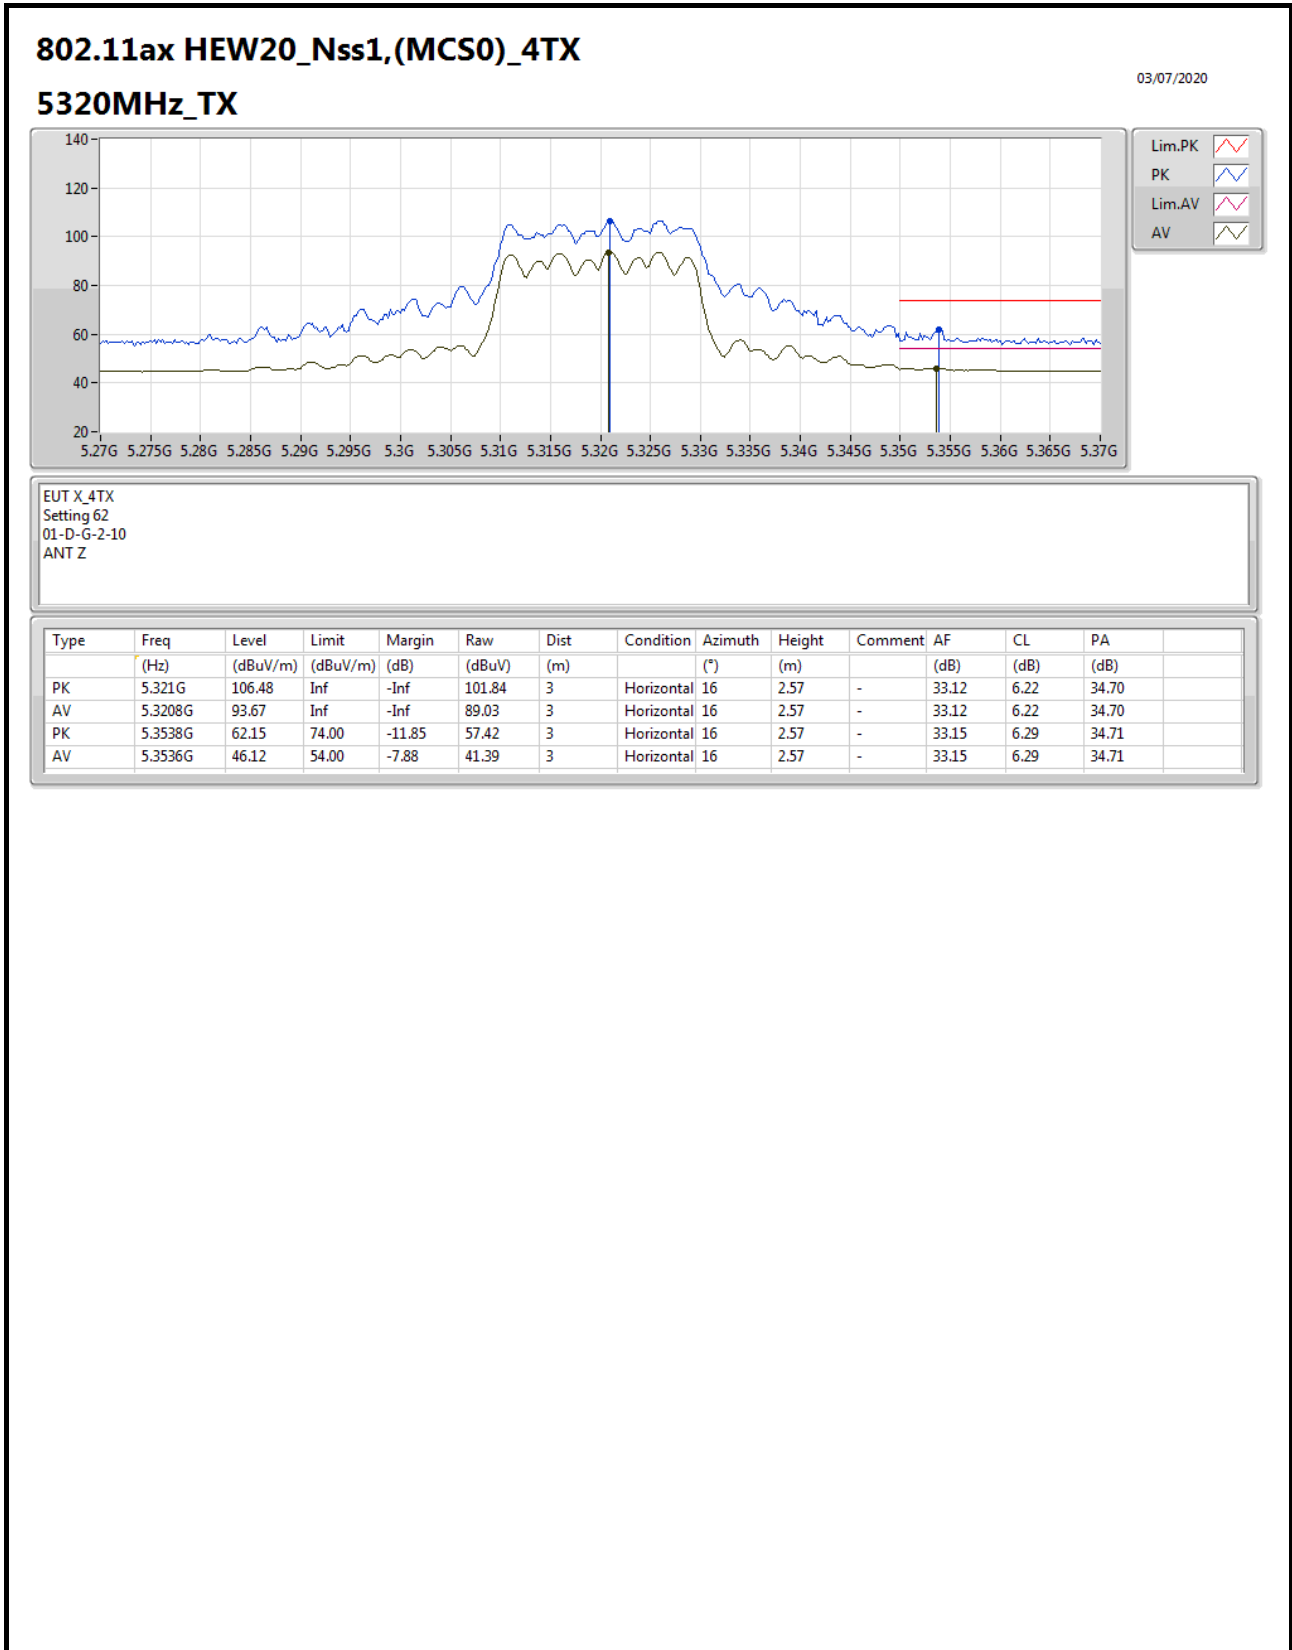 802.11ax HEW20_Nss1,(MCS0)_4TX
03/07/2020
5320MHz_TX
140
120
100
80
60
40
20
5.27G 5.275G 5.28G 5.285G 5.29G 5.295G 5.3G 5.305G 5.31G 5.315G 5.32G 5.325G 5.33G 5.335G 5.34G 5.345G 5.35G 5.355G 5.36G 5.365G 5.37G
Lim.PK
PK
Lim.AV
AV
EUT X_4TX
Setting 62
01-D-G-2-10
ANT Z
Type Freq Level Limit Margin Raw Dist Condition Azimuth Height Comment AF CL PA
(Hz) (dBuV/m) (dBuV/m) (dB) (dBuV) (m) (°) (m) (dB) (dB) (dB)
PK 5.321G 106.48 Inf -Inf 101.84 3 Horizontal 16 2.57 - 33.12 6.22 34.70
AV 5.3208G 93.67 Inf -Inf 89.03 3 Horizontal 16 2.57 - 33.12 6.22 34.70
PK 5.3538G 62.15 74.00 -11.85 57.42 3 Horizontal 16 2.57 - 33.15 6.29 34.71
AV 5.3536G 46.12 54.00 -7.88 41.39 3 Horizontal 16 2.57 - 33.15 6.29 34.71